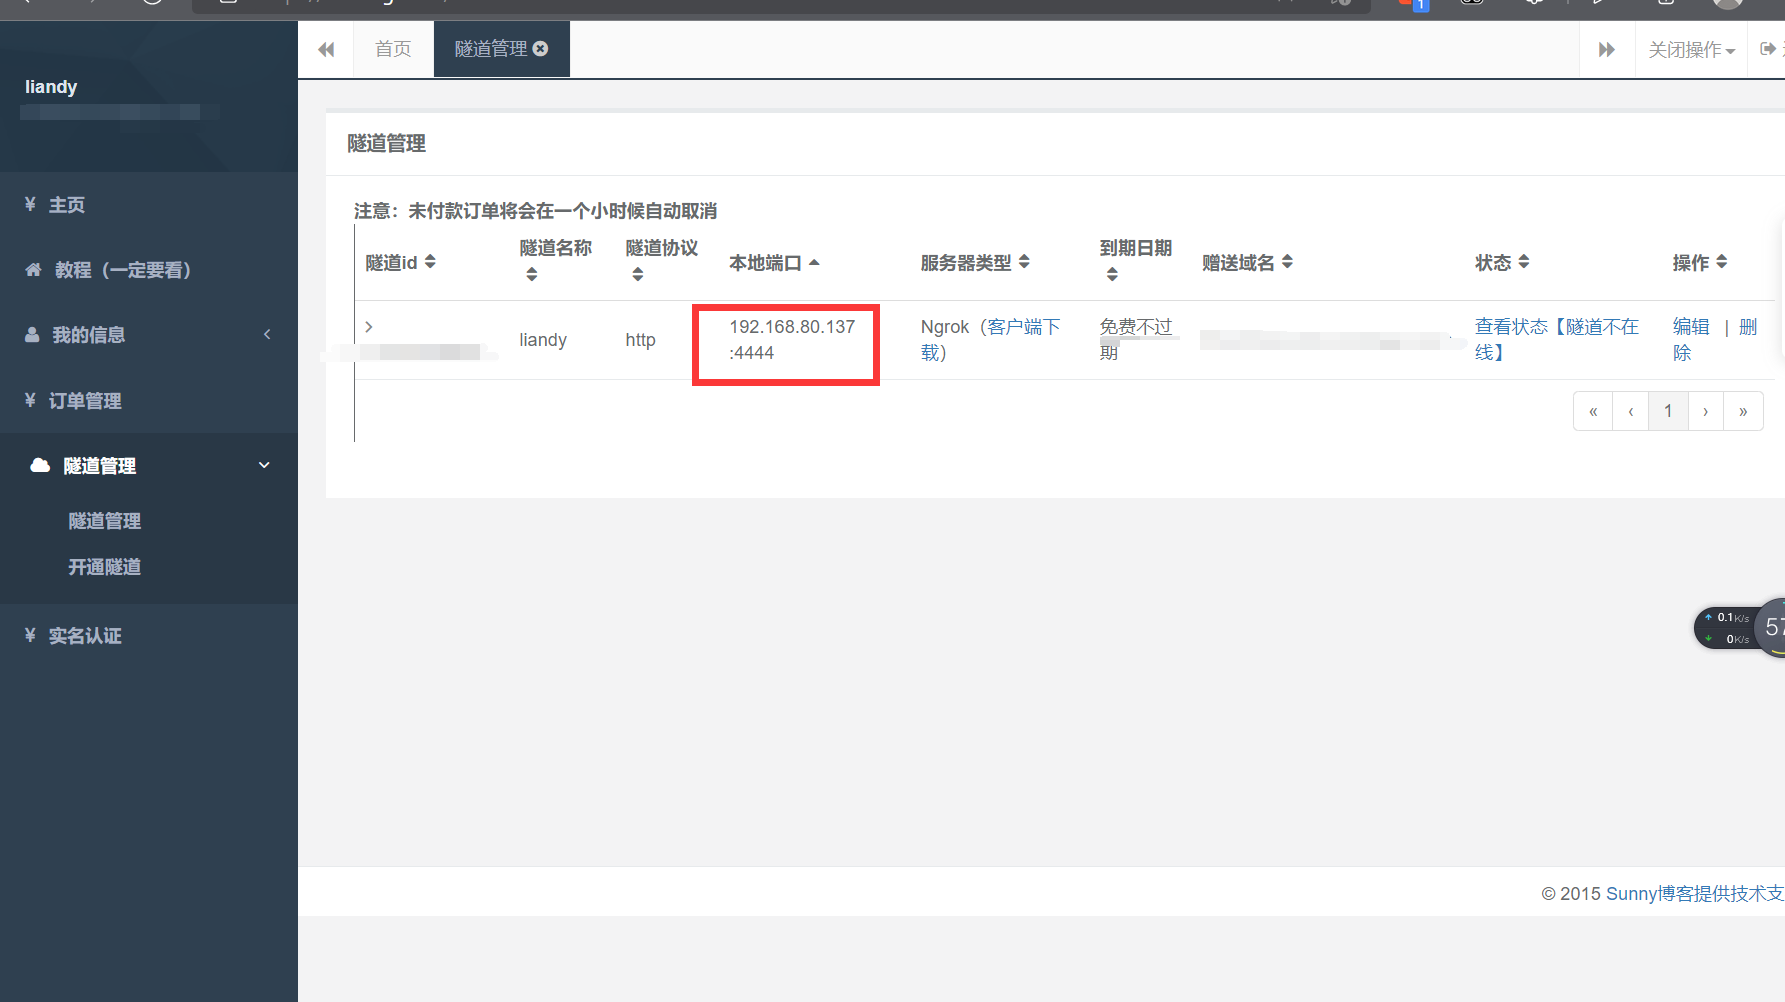 首页
隧道管理
关闭操作
liandy
¥ 主页
教程（一定要看）
我的信息
¥ 订单管理
隧道管理
隧道管理
开通隧道
¥ 实名认证
隧道管理
注意：未付款订单将会在一个小时候自动取消
隧道id
隧道名称
隧道协议
本地端口
服务器类型
到期日期
赠送域名
状态
操作
liandy
http
192.168.80.137
:4444
Ngrok（客户端下
载）
免费不过
期
查看状态【隧道不在
线】
编辑 | 删
除
« ‹ 1 › »
0.1K/s
0K/s
57
© 2015 Sunny博客提供技术支
1